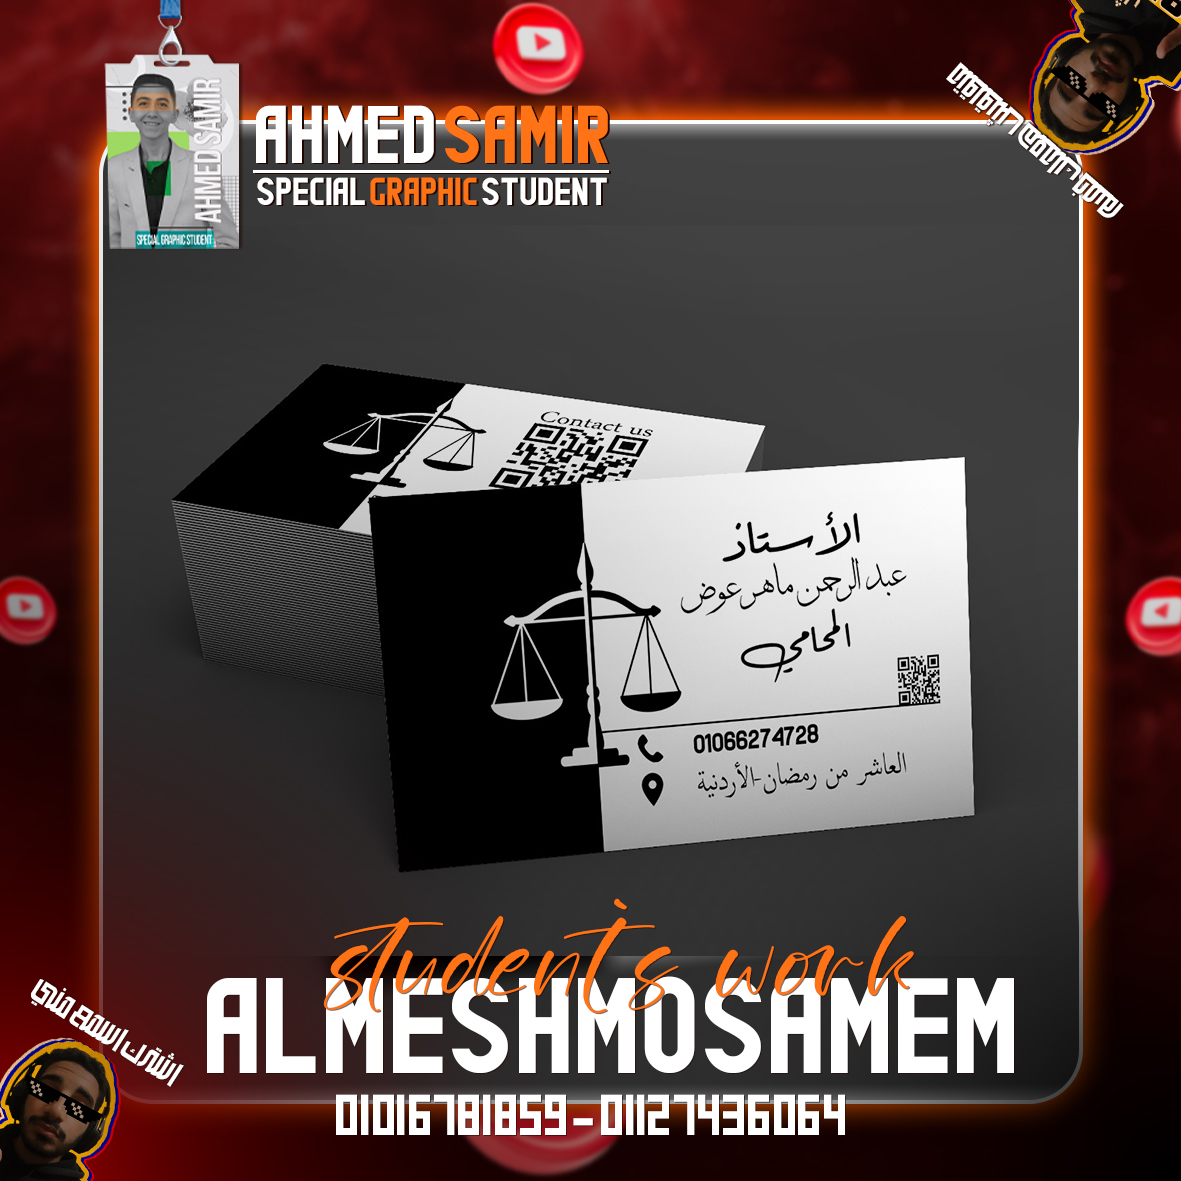 AHMED SAMIR
SPECIAL GRAPHIC STUDENT
AHMED SAMIR
SPECIAL GRAPHIC STUDENT
Contact us
الأستاذ
عبد الرحمن ماهر عوض
المحامي
01066274728
العاشر من رمضان-الأردنية
student's work
ALMESHMOSAMEM
اشترك اسمع مني
01016781859-01127436064